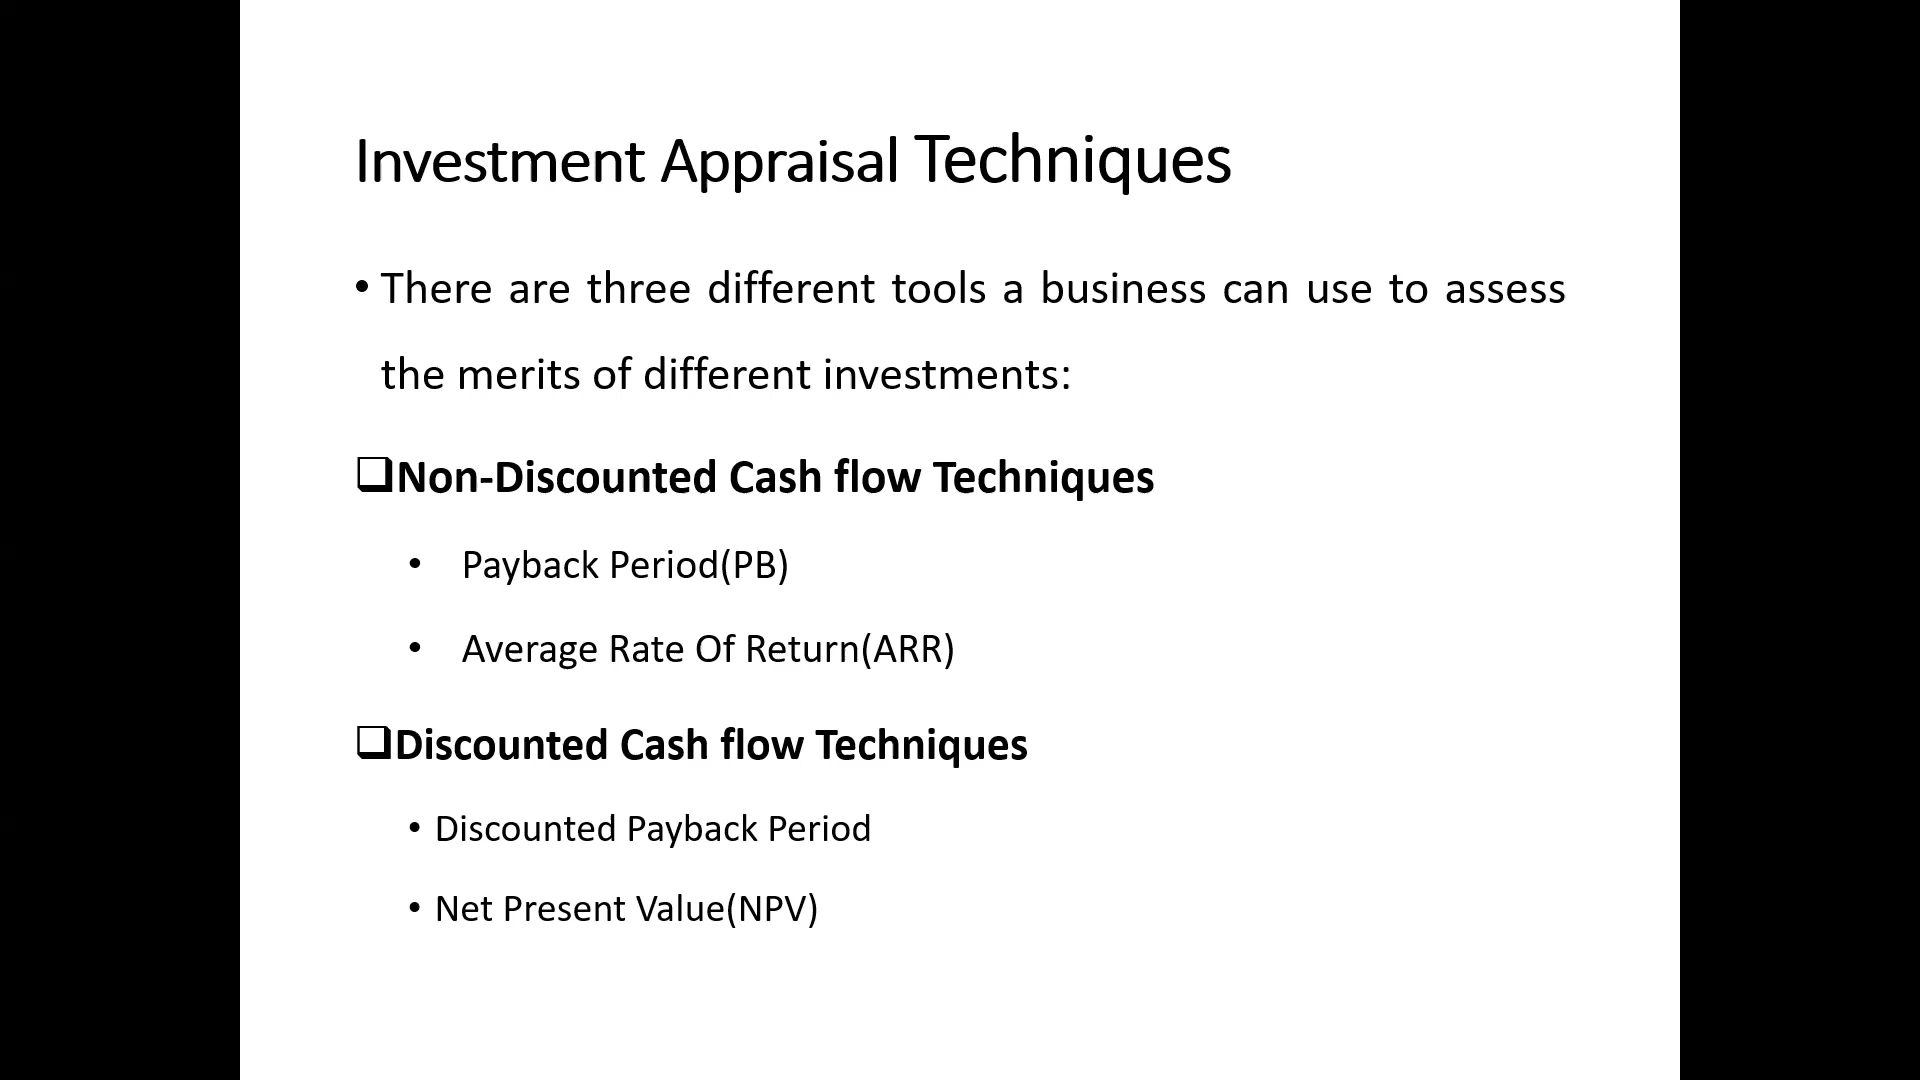 Investment Appraisal Techniques
• There are three different tools a business can use to assess
the merits of different investments:
❑Non-Discounted Cash flow Techniques
• Payback Period(PB)
• Average Rate Of Return(ARR)
❑Discounted Cash flow Techniques
• Discounted Payback Period
• Net Present Value(NPV)